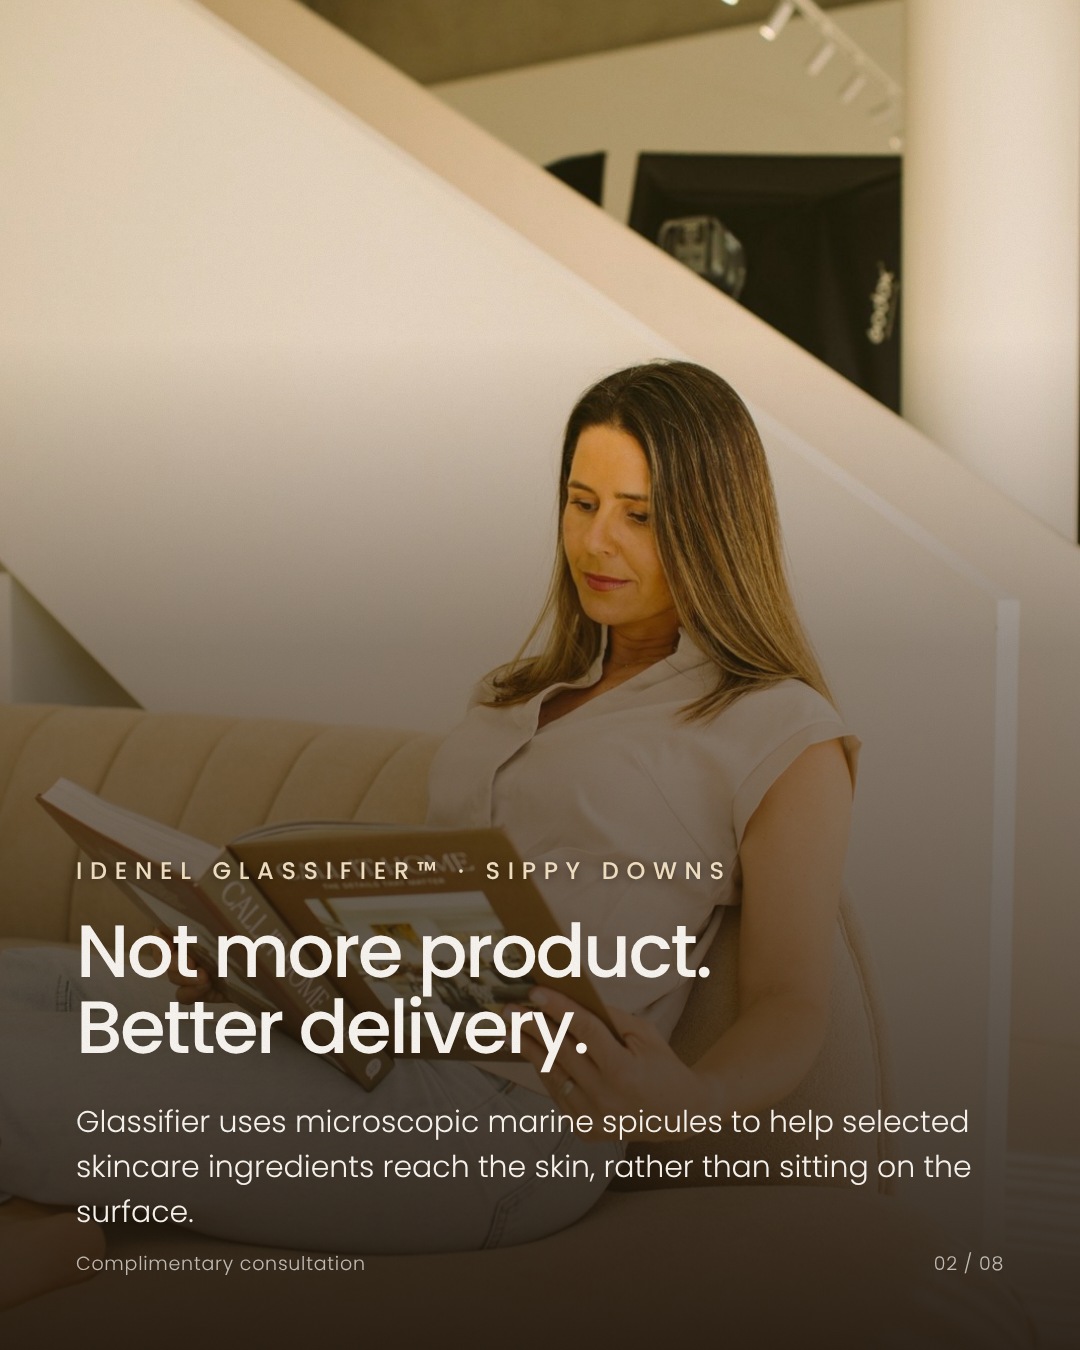 Godox
IDENEL GLASSIFIER™ · SIPPY DOWNS
Not more product.
Better delivery.
Glassifier uses microscopic marine spicules to help selected
skincare ingredients reach the skin, rather than sitting on the
surface.
Complimentary consultation
02 / 08